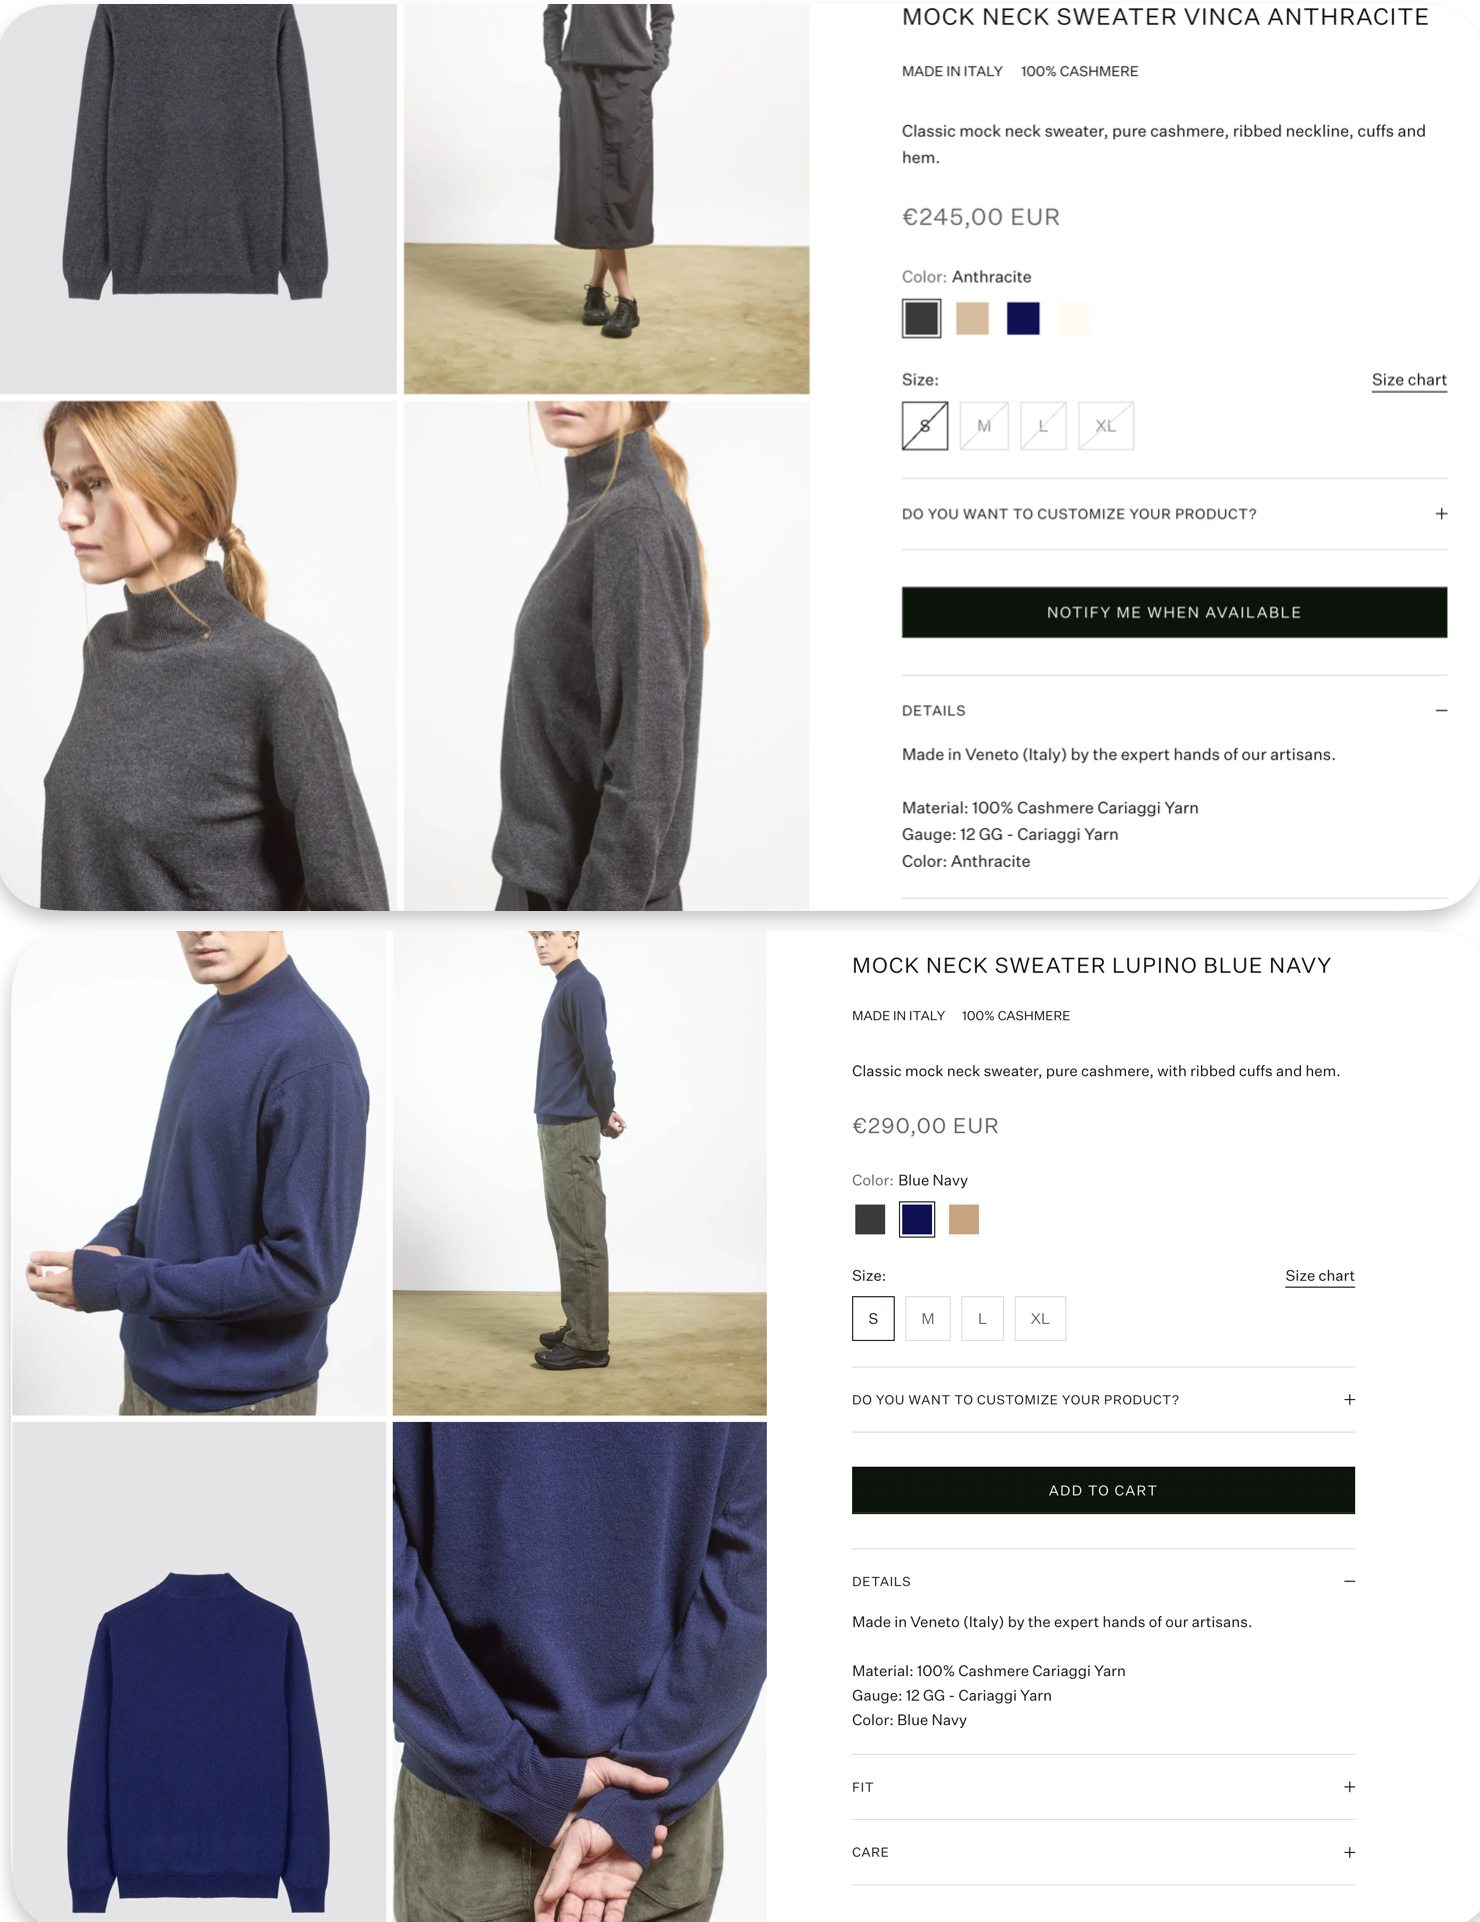 MOCK NECK SWEATER VINCA ANTHRACITE
MADE IN ITALY 100% CASHMERE
Classic mock neck sweater, pure cashmere, ribbed neckline, cuffs and
hem.
€245,00 EUR
Color: Anthracite
Size: Size chart
S M L XL
DO YOU WANT TO CUSTOMIZE YOUR PRODUCT? +
NOTIFY ME WHEN AVAILABLE
DETAILS −
Made in Veneto (Italy) by the expert hands of our artisans.
Material: 100% Cashmere Cariaggi Yarn
Gauge: 12 GG - Cariaggi Yarn
Color: Anthracite
MOCK NECK SWEATER LUPINO BLUE NAVY
MADE IN ITALY 100% CASHMERE
Classic mock neck sweater, pure cashmere, with ribbed cuffs and hem.
€290,00 EUR
Color: Blue Navy
Size: Size chart
S M L XL
DO YOU WANT TO CUSTOMIZE YOUR PRODUCT? +
ADD TO CART
DETAILS −
Made in Veneto (Italy) by the expert hands of our artisans.
Material: 100% Cashmere Cariaggi Yarn
Gauge: 12 GG - Cariaggi Yarn
Color: Blue Navy
FIT +
CARE +